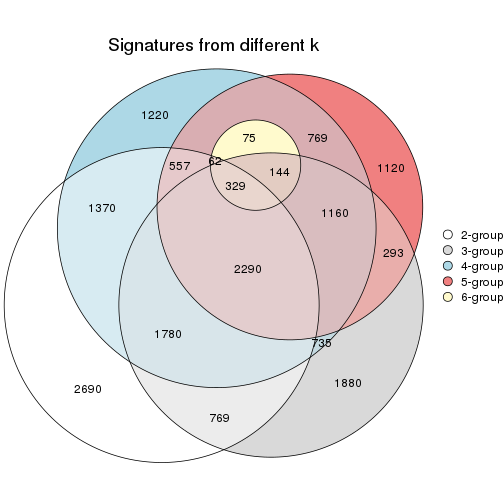 Signatures from different k
1220
75
769
557
62
144
1120
329
1370
1160
293
2290
1780
735
2690
1880
769
2-group
3-group
4-group
5-group
6-group